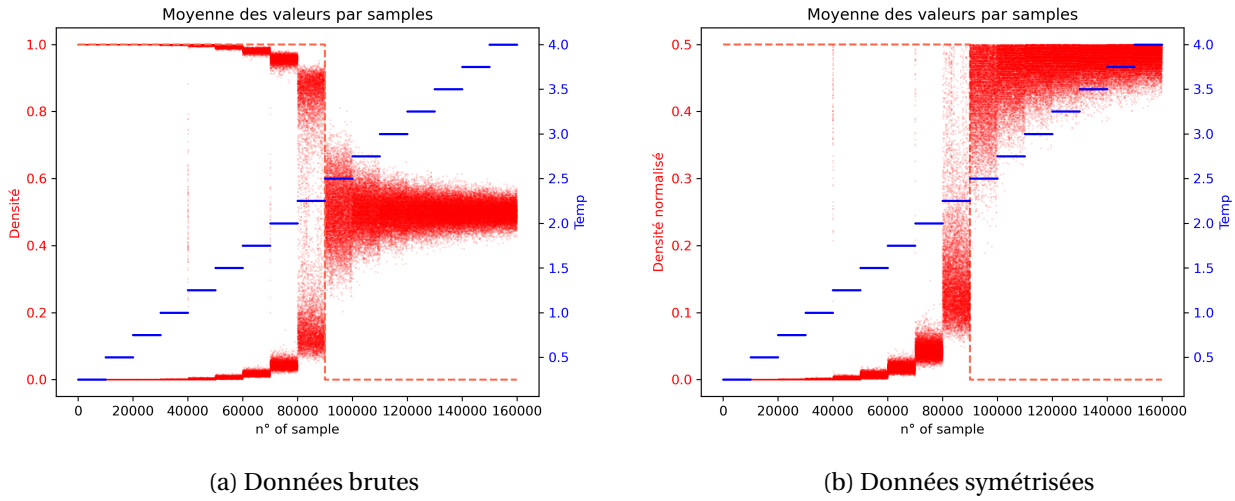 Moyenne des valeurs par samples
1.0
0.8
0.6
0.4
0.2
0.0
Densité
4.0
3.5
3.0
2.5
2.0
1.5
1.0
0.5
Temp
0 20000 40000 60000 80000 100000 120000 140000 160000
n° of sample
(a) Données brutes
Moyenne des valeurs par samples
0.5
0.4
0.3
0.2
0.1
0.0
Densité normalisé
4.0
3.5
3.0
2.5
2.0
1.5
1.0
0.5
Temp
0 20000 40000 60000 80000 100000 120000 140000 160000
n° of sample
(b) Données symétrisées